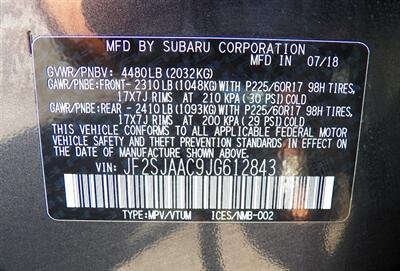 MFD BY SUBARU CORPORATION
MADE IN JAPAN 07/18
GVWR/PNBV: 4480LB (2032KG)
GAWR/PNBE:FRONT-2310LB(1048KG)WITH P225/60R17 98H TIRES,
17X7J RIMS AT 210 KPA(30 PSI)COLD
GAWR/PNBE:REAR -2410LB(1093KG)WITH P225/60R17 98H TIRES,
17X7J RIMS AT 200 KPA(29 PSI)COLD
THIS VEHICLE CONFORMS TO ALL APPLICABLE FEDERAL MOTOR
VEHICLE SAFETY BUMPER, AND THEFT PREVENTION STANDARDS
IN EFFECT ON THE DATE OF MANUFACTURE SHOWN ABOVE.
VIN: JF2SJAAC9JG612843
TYPE:MPV/VTUM ICES/NMB-002